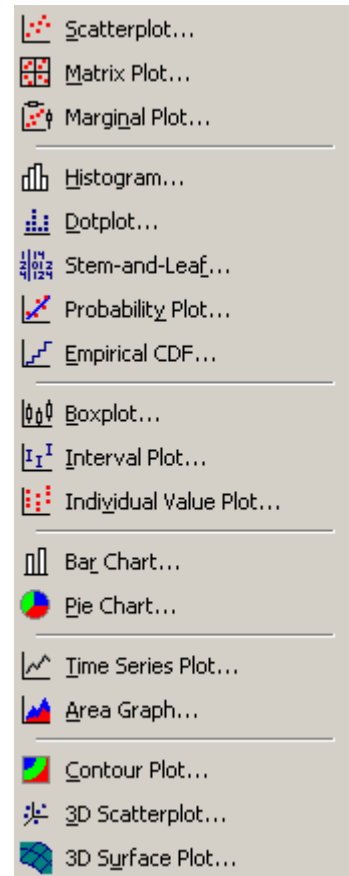 Scatterplot...
Matrix Plot...
Marginal Plot...
Histogram...
Dotplot...
Stem-and-Leaf...
Probability Plot...
Empirical CDF...
Boxplot...
Interval Plot...
Individual Value Plot...
Bar Chart...
Pie Chart...
Time Series Plot...
Area Graph...
Contour Plot...
3D Scatterplot...
3D Surface Plot...